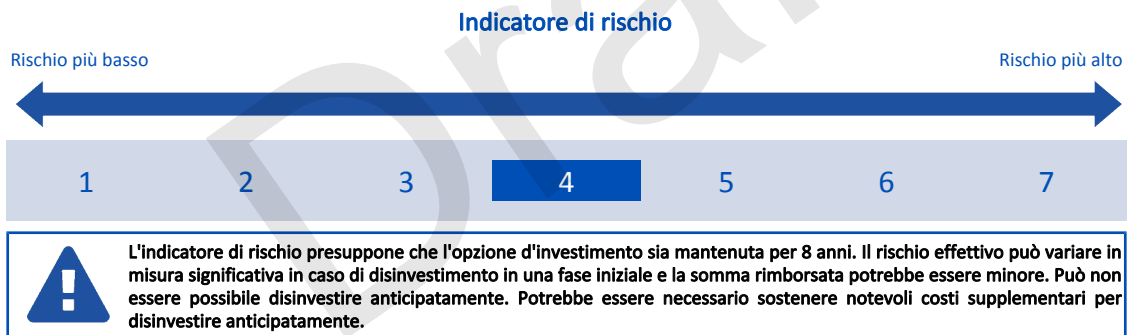 Indicatore di rischio
Rischio più basso Rischio più alto
1 2 3 4 5 6 7
L'indicatore di rischio presuppone che l'opzione d'investimento sia mantenuta per 8 anni. Il rischio effettivo può variare in
misura significativa in caso di disinvestimento in una fase iniziale e la somma rimborsata potrebbe essere minore. Può non
essere possibile disinvestire anticipatamente. Potrebbe essere necessario sostenere notevoli costi supplementari per
disinvestire anticipatamente.